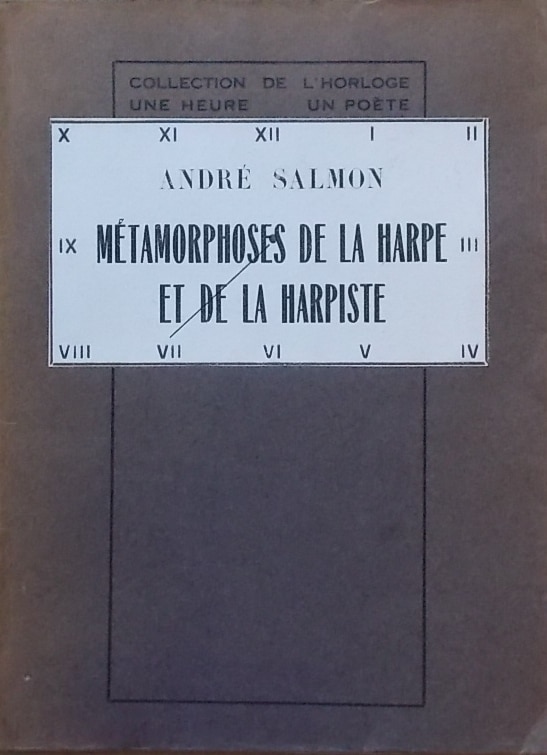 COLLECTION DE L'HORLOGE
UNE HEURE UN POÈTE
X XI XII I II
ANDRÉ SALMON
IX MÉTAMORPHOSES DE LA HARPE III
ET DE LA HARPISTE
VIII VII VI V IV